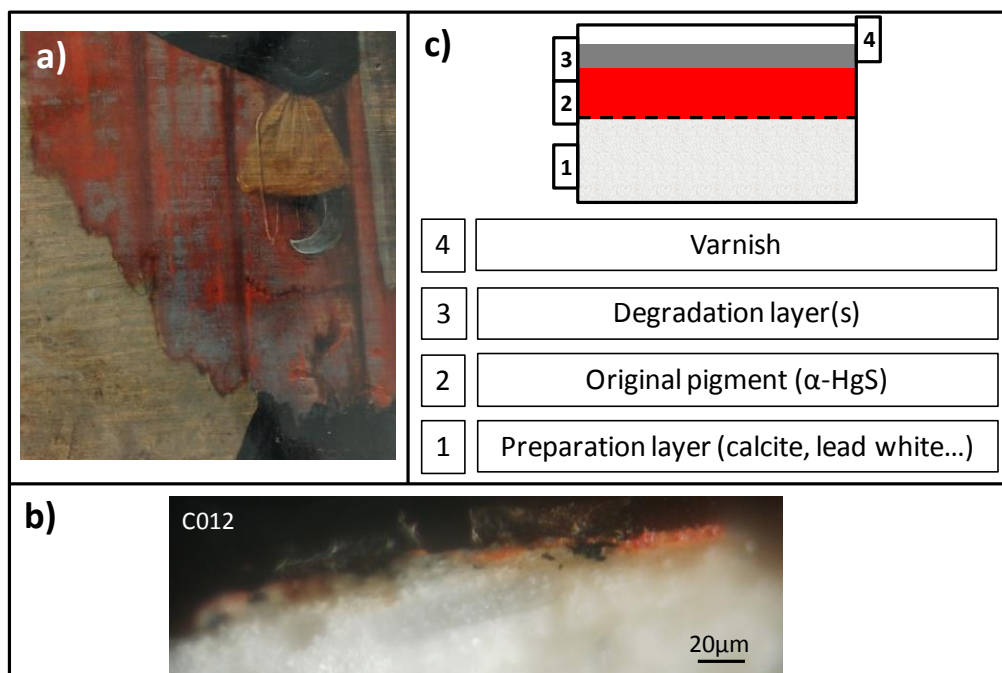 a)
c)
4
3
2
1
4 Varnish
3 Degradation layer(s)
2 Original pigment (α-HgS)
1 Preparation layer (calcite, lead white…)
b)
C012
20µm